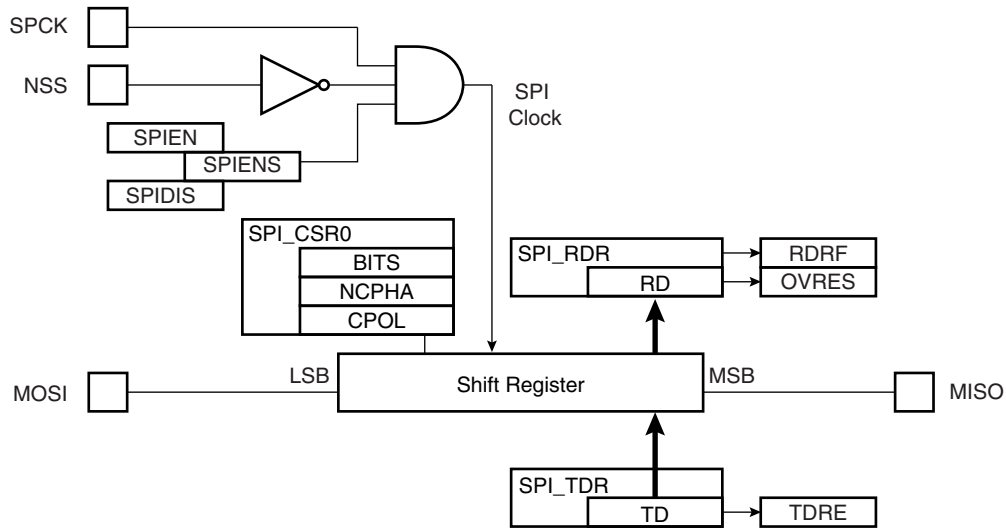 SPCK
NSS
SPI
Clock
SPIEN
SPIENS
SPIDIS
SPI_CSR0
BITS
NCPHA
CPOL
SPI_RDR
RD
RDRF
OVRES
MOSI
LSB
Shift Register
MSB
MISO
SPI_TDR
TD
TDRE